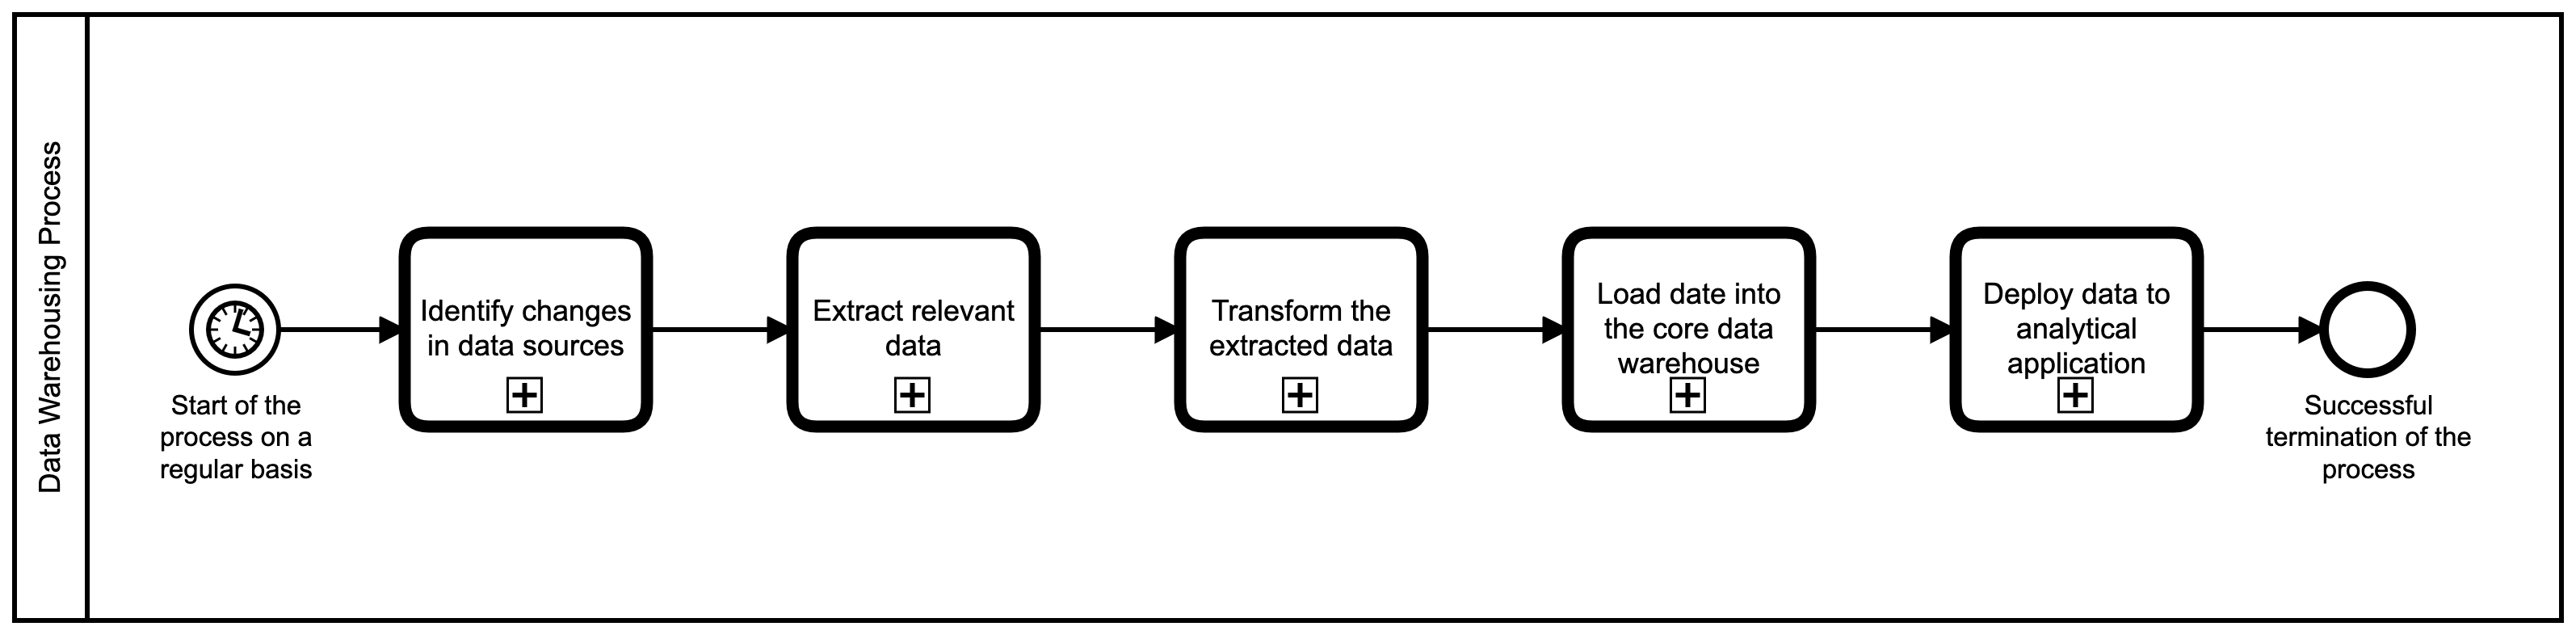 Data Warehousing Process
Start of the
process on a
regular basis
Identify changes
in data sources
Extract relevant
data
Transform the
extracted data
Load date into
the core data
warehouse
Deploy data to
analytical
application
Successful
termination of the
process